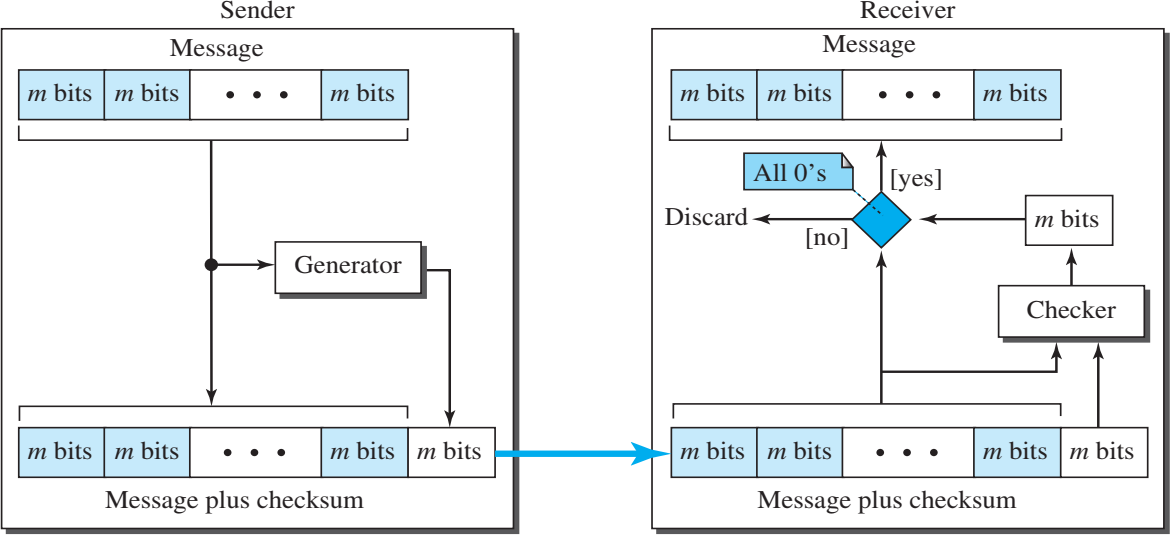 Sender
Message
m bits m bits • • • m bits
Generator
m bits m bits • • • m bits m bits
Message plus checksum
Receiver
Message
m bits m bits • • • m bits
All 0's
[yes]
Discard
[no]
m bits
Checker
m bits m bits • • • m bits m bits
Message plus checksum